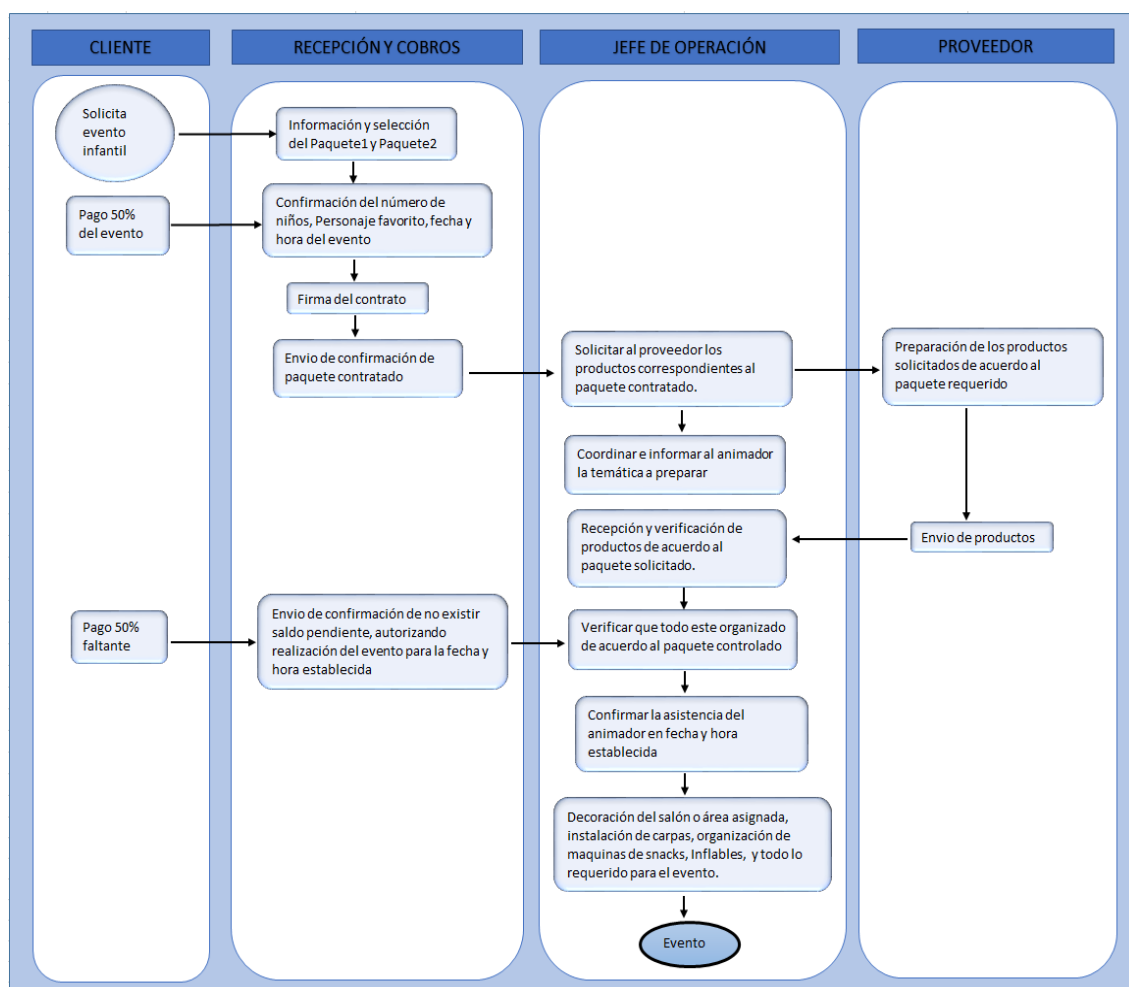 CLIENTE
RECEPCIÓN Y COBROS
JEFE DE OPERACIÓN
PROVEEDOR
Solicita
evento
infantil
Información y selección
del Paquete1 y Paquete2
Pago 50%
del evento
Confirmación del número de
niños, Personaje favorito, fecha y
hora del evento
Firma del contrato
Envio de confirmación de
paquete contratado
Solicitar al proveedor los
productos correspondientes al
paquete contratado.
Preparación de los productos
solicitados de acuerdo al
paquete requerido
Coordinar e informar al animador
la temática a preparar
Recepción y verificación de
productos de acuerdo al
paquete solicitado.
Envio de productos
Pago 50%
faltante
Envio de confirmación de no existir
saldo pendiente, autorizando
realización del evento para la fecha y
hora establecida
Verificar que todo este organizado
de acuerdo al paquete controlado
Confirmar la asistencia del
animador en fecha y hora
establecida
Decoración del salón o área asignada,
instalación de carpas, organización de
maquinas de snacks, Inflables, y todo lo
requerido para el evento.
Evento